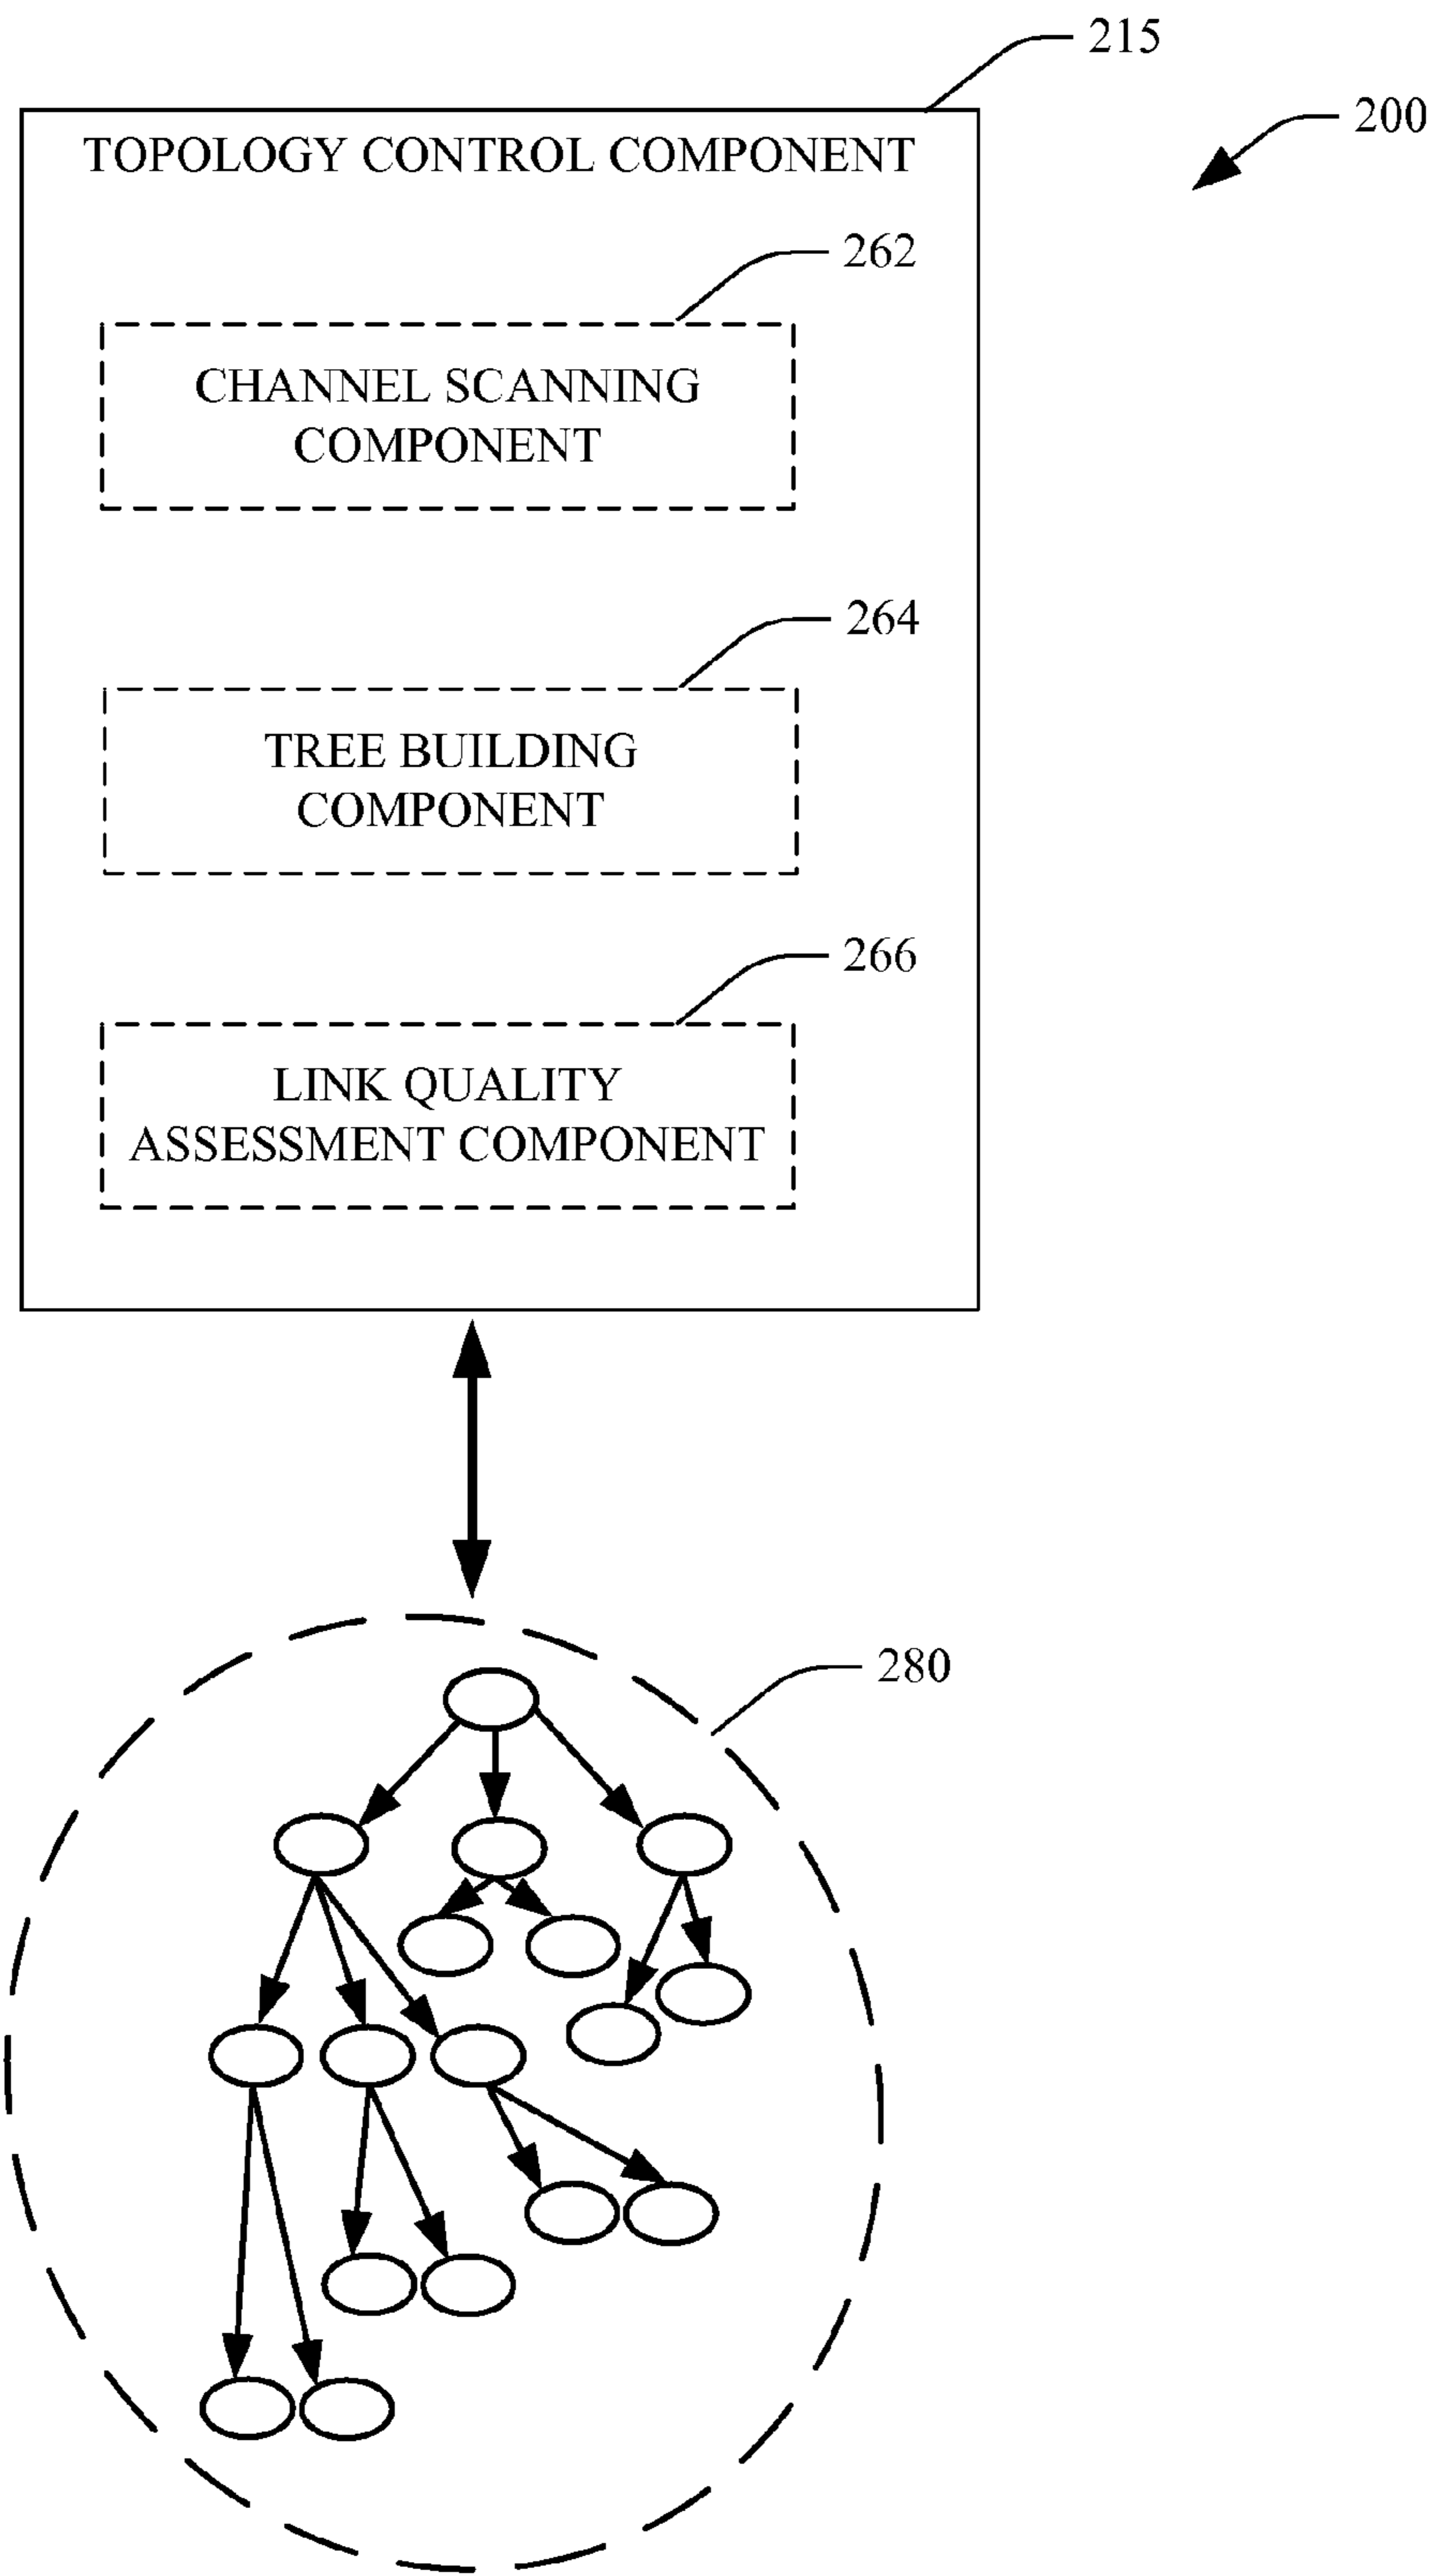 215
200
TOPOLOGY CONTROL COMPONENT
262
CHANNEL SCANNING
COMPONENT
264
TREE BUILDING
COMPONENT
266
LINK QUALITY
ASSESSMENT COMPONENT
280